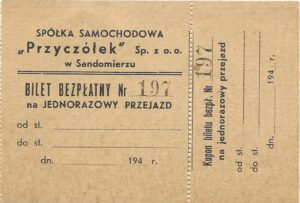 SPÓŁKA SAMOCHODOWA
„Przyczółek" Sp. z o. o.
w Sandomierzu
BILET BEZPŁATNY Nr 197
na JEDNORAZOWY PRZEJAZD
od st.
do st.
dn. 194 r.
Kupon biletu bezpł. Nr 197
na jednorazowy przejazd
od st.
do st.
dn. 194 r.